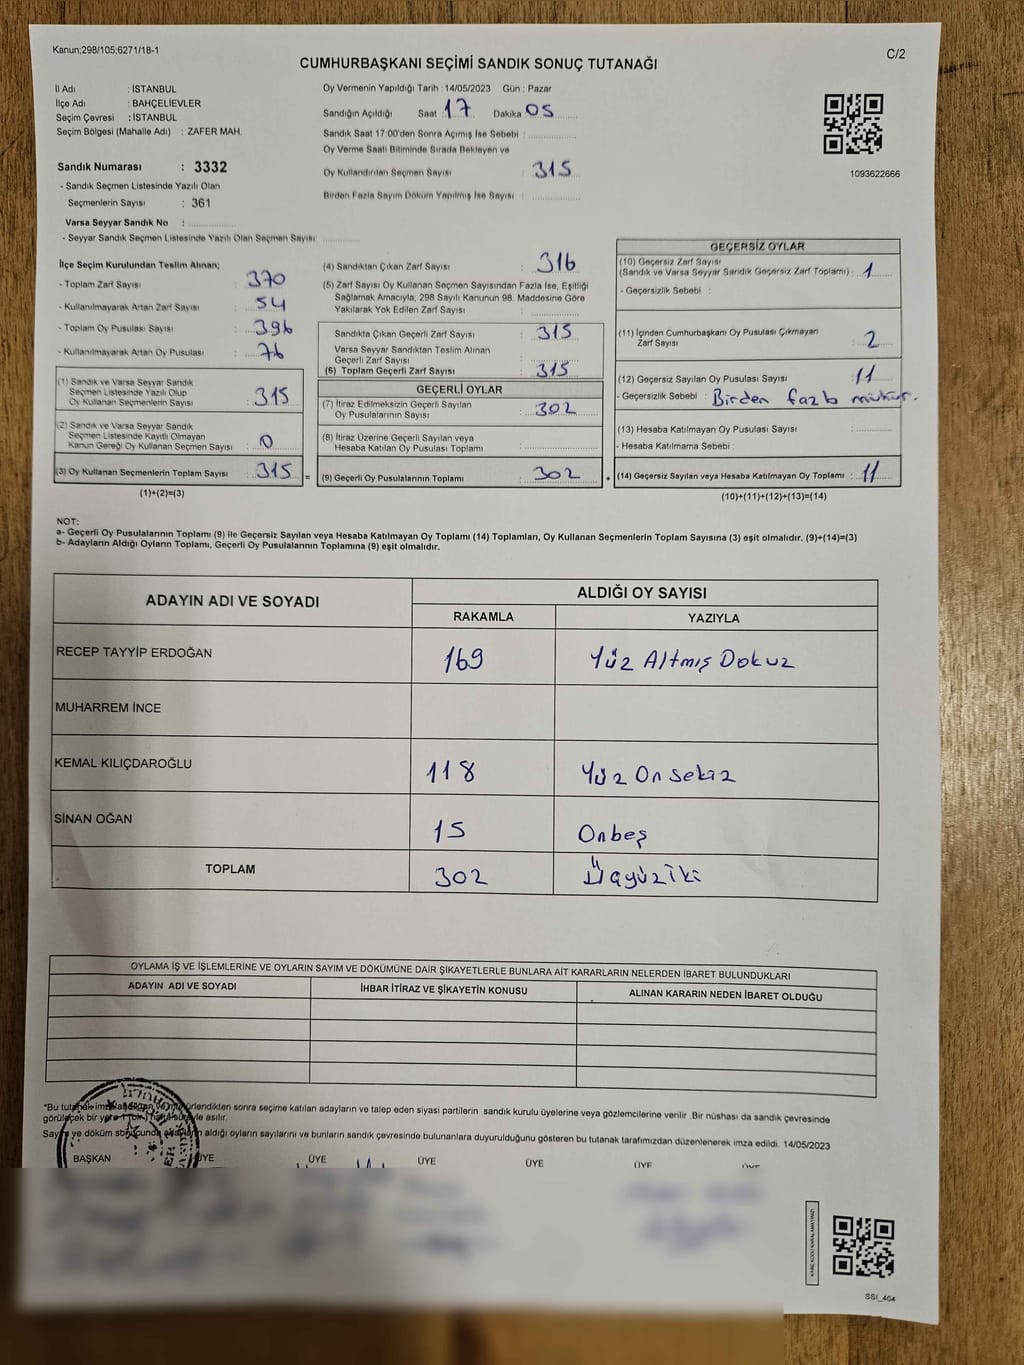 Kanun;298/105;6271/18-1
C/2
CUMHURBAŞKANI SEÇİMİ SANDIK SONUÇ TUTANAĞI
İl Adı : İSTANBUL
İlçe Adı : BAHÇELİEVLER
Seçim Çevresi : İSTANBUL
Seçim Bölgesi (Mahalle Adı) : ZAFER MAH.
Sandık Numarası : 3332
- Sandık Seçmen Listesinde Yazılı Olan
Seçmenlerin Sayısı : 361
Varsa Seyyar Sandık No :
- Seyyar Sandık Seçmen Listesinde Yazılı Olan Seçmen Sayısı:
Oy Vermenin Yapıldığı Tarih : 14/05/2023 Gün : Pazar
Sandığın Açıldığı Saat 17 Dakika 05
Sandık Saat 17:00'den Sonra Açımış İse Sebebi :
Oy Verme Saati Bitiminde Sırada Bekleyen ve
Oy Kullandırılan Seçmen Sayısı : 315
Birden Fazla Sayım Döküm Yapılmış İse Sayısı :
1093622666
İlçe Seçim Kurulundan Teslim Alınan;
- Toplam Zarf Sayısı : 370
- Kullanılmayarak Artan Zarf Sayısı : 54
- Toplam Oy Pusulası Sayısı : 396
- Kullanılmayarak Artan Oy Pusulası : 76
(1) Sandık ve Varsa Seyyar Sandık
Seçmen Listesinde Yazılı Olup
Oy Kullanan Seçmenlerin Sayısı : 315
(2) Sandık ve Varsa Seyyar Sandık
Seçmen Listesinde Kayıtlı Olmayan
Kanun Gereği Oy Kullanan Seçmen Sayısı : 0
(3) Oy Kullanan Seçmenlerin Toplam Sayısı : 315 =
(1)+(2)=(3)
(4) Sandıktan Çıkan Zarf Sayısı : 316
(5) Zarf Sayısı Oy Kullanan Seçmen Sayısından Fazla İse, Eşitliği
Sağlamak Amacıyla; 298 Sayılı Kanunun 98. Maddesine Göre
Yakılarak Yok Edilen Zarf Sayısı :
Sandıkta Çıkan Geçerli Zarf Sayısı : 315
Varsa Seyyar Sandıktan Teslim Alınan
Geçerli Zarf Sayısı :
(6) Toplam Geçerli Zarf Sayısı : 315
GEÇERLİ OYLAR
(7) İtiraz Edilmeksizin Geçerli Sayılan
Oy Pusulalarının Sayısı : 302
(8) İtiraz Üzerine Geçerli Sayılan veya
Hesaba Katılan Oy Pusulası Toplamı :
(9) Geçerli Oy Pusulalarının Toplamı : 302 +
GEÇERSİZ OYLAR
(10) Geçersiz Zarf Sayısı
(Sandık ve Varsa Seyyar Sandık Geçersiz Zarf Toplamı) : 1
- Geçersizlik Sebebi :
(11) İçinden Cumhurbaşkanı Oy Pusulası Çıkmayan
Zarf Sayısı : 2
(12) Geçersiz Sayılan Oy Pusulası Sayısı : 11
- Geçersizlik Sebebi : Birden fazla mühür.
(13) Hesaba Katılmayan Oy Pusulası Sayısı :
- Hesaba Katılmama Sebebi :
(14) Geçersiz Sayılan veya Hesaba Katılmayan Oy Toplamı : 11
(10)+(11)+(12)+(13)=(14)
NOT:
a- Geçerli Oy Pusulalarının Toplamı (9) ile Geçersiz Sayılan veya Hesaba Katılmayan Oy Toplamı (14) Toplamları, Oy Kullanan Seçmenlerin Toplam Sayısına (3) eşit olmalıdır. (9)+(14)=(3)
b- Adayların Aldığı Oyların Toplamı, Geçerli Oy Pusulalarının Toplamına (9) eşit olmalıdır.
ADAYIN ADI VE SOYADI ALDIĞI OY SAYISI
RAKAMLA YAZIYLA
RECEP TAYYİP ERDOĞAN 169 Yüz Altmış Dokuz
MUHARREM İNCE
KEMAL KILIÇDAROĞLU 118 Yüz Onsekiz
SİNAN OĞAN 15 Onbeş
TOPLAM 302 Üçyüziki
OYLAMA İŞ VE İŞLEMLERİNE VE OYLARIN SAYIM VE DÖKÜMÜNE DAİR ŞİKAYETLERLE BUNLARA AİT KARARLARIN NELERDEN İBARET BULUNDUKLARI
ADAYIN ADI VE SOYADI İHBAR İTİRAZ VE ŞİKAYETİN KONUSU ALINAN KARARIN NEDEN İBARET OLDUĞU
*Bu sonra seçime katılan adayların ve talep eden siyasi partilerin sandık kurulu üyelerine veya gözlemcilerine verilir .Bir nüshası da sandık çevresinde
görülecek bir yere asılır.
Sayım ve döküm sonucunda adayların aldığı oyların sayılarını ve bunların sandık çevresinde bulunanlara duyurulduğunu gösteren bu tutanak tarafımızdan düzenlenerek imza edildi. 14/05/2023
BAŞKAN ÜYE ÜYE ÜYE ÜYE ÜYE
SSI_404